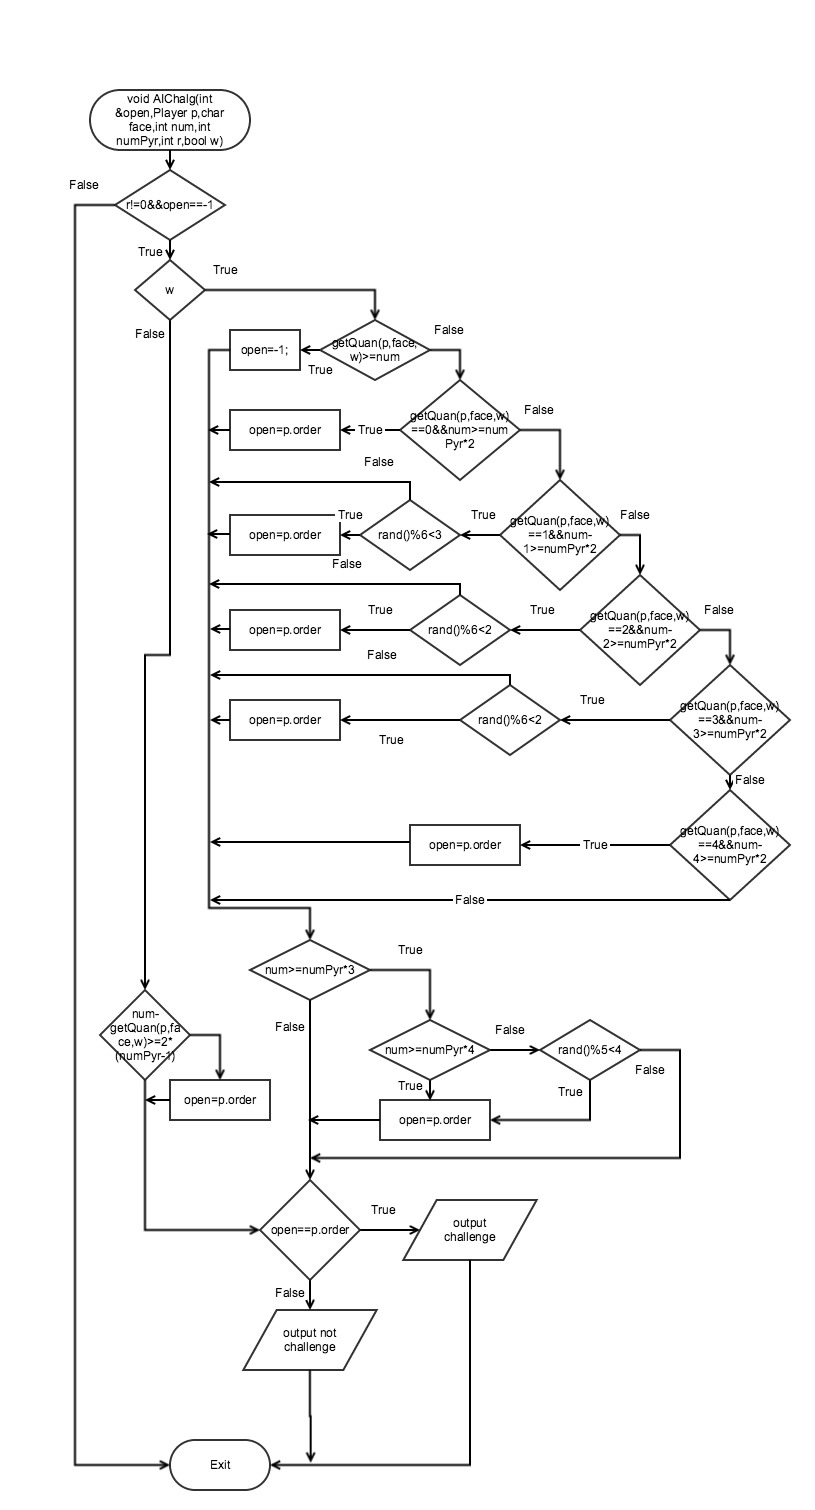 void AIChalg(int
&open,Player p,char
face,int num,int
numPyr,int r,bool w)
False
r!=0&&open==-1
True
True
w
False
False
open=-1;
getQuan(p,face,
w)>=num
True
False
open=p.order
True
getQuan(p,face,w)
==0&&num>=num
Pyr*2
False
True
True
False
open=p.order
rand()%6<3
getQuan(p,face,w)
==1&&num-
1>=numPyr*2
False
True
True
False
open=p.order
rand()%6<2
getQuan(p,face,w)
==2&&num-
2>=numPyr*2
False
True
open=p.order
rand()%6<2
getQuan(p,face,w)
==3&&num-
3>=numPyr*2
True
False
open=p.order
True
getQuan(p,face,w)
==4&&num-
4>=numPyr*2
False
True
num>=numPyr*3
num-
getQuan(p,fa
ce,w)>=2*
(numPyr-1)
False
False
num>=numPyr*4
rand()%5<4
False
True
True
open=p.order
open=p.order
True
open==p.order
output
challenge
False
output not
challenge
Exit